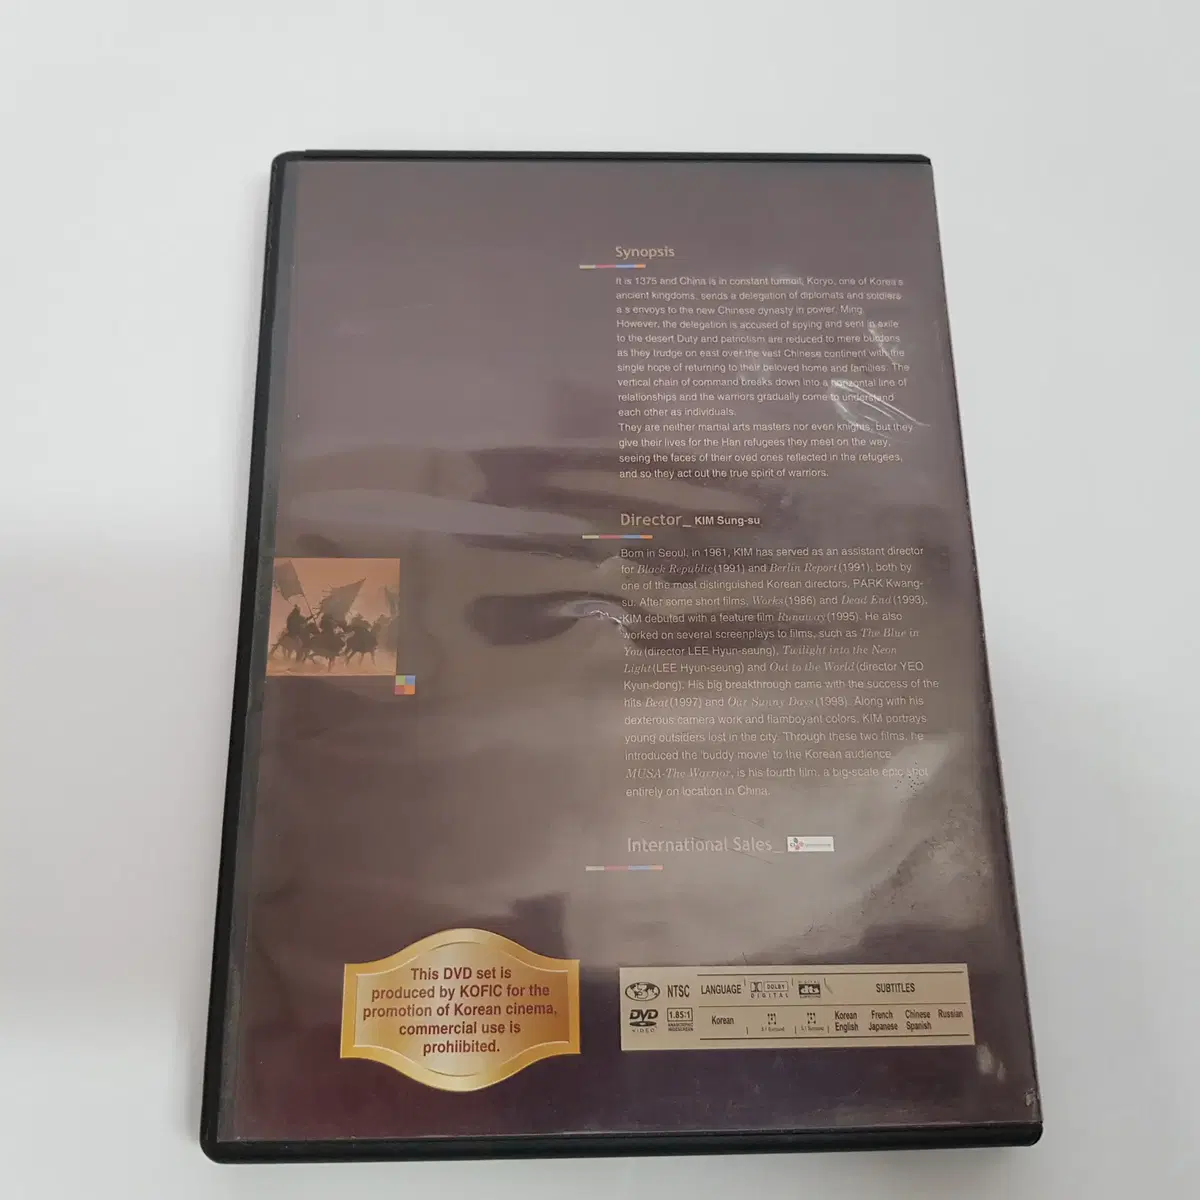 Synopsis
It is 1375 and China is in constant turmoil, Koryo, one of Korea's
ancient kingdoms, sends a delegation of diplomats and soldiers
a s envoys to the new Chinese dynasty in power, Ming.
However, the delegation is accused of spying and sent in exile
to the desert Duty and patriotism are reduced to mere burdens
as they trudge on east over the vast Chinese continent with the
single hope of returning to their beloved home and families. The
vertical chain of command breaks down into a horizontal line of
relationships and the warriors gradually come to understand
each other as individuals.
They are neither martial arts masters nor even knights, but they
give their lives for the Han refugees they meet on the way,
seeing the faces of their oved ones reflected in the refugees,
and so they act out the true spirit of warriors.
Director_ KIM Sung-su
Born in Seoul, in 1961, KIM has served as an assistant director
for Black Republic(1991) and Berlin Report(1991), both by
one of the most distinguished Korean directors, PARK Kwang-
su. After some short films, Works(1986) and Dead End(1993),
KIM debuted with a feature film Runaway(1995). He also
worked on several screenplays to films, such as The Blue in
You(director LEE Hyun-seung), Twilight into the Neon
Light(LEE Hyun-seung) and Out to the World(director YEO
Kyun-dong). His big breakthrough came with the success of the
hits Beat(1997) and Our Sunny Days(1998). Along with his
dexterous camera work and flamboyant colors, KIM portrays
young outsiders lost in the city. Through these two films, he
introduced the 'buddy movie' to the Korean audience.
MUSA-The Warrior, is his fourth film, a big-scale epic shot
entirely on location in China.
International Sales_
This DVD set is
produced by KOFIC for the
promotion of Korean cinema,
commercial use is
prohiibited.
NTSC LANGUAGE DOLBY DIGITAL dts SUBTITLES
DVD VIDEO 1.85:1 ANAMORPHIC WIDESCREEN Korean 5.1 Surround 5.1 Surround Korean French Chinese Russian
English Japanese Spanish